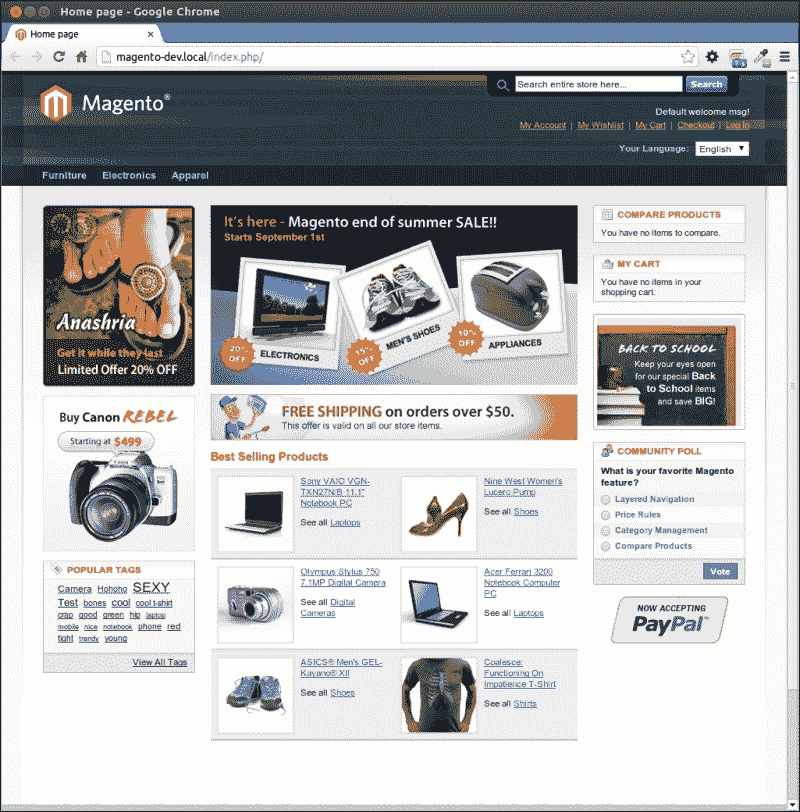 Home page - Google Chrome
Home page
magento-dev.local/index.php/
Magento®
Search entire store here...
Search
Default welcome msg!
My Account | My Wishlist | My Cart | Checkout | Log In
Your Language: English
Furniture Electronics Apparel
Anashria
Get it while they last
Limited Offer 20% OFF
Buy Canon REBEL
Starting at $499
POPULAR TAGS
Camera Hohoho SEXY
Test bones cool cool t-shirt
crap good green hip laptop
mobile nice notebook phone red
tight trendy young
View All Tags
It's here - Magento end of summer SALE!!
Starts September 1st
20% OFF
ELECTRONICS
15% OFF
MEN'S SHOES
10% OFF
APPLIANCES
FREE SHIPPING on orders over $50.
This offer is valid on all our store items.
Best Selling Products
Sony VAIO VGN-
TXN27N/B 11.1"
Notebook PC
See all Laptops
Nine West Women's
Lucero Pump
See all Shoes
Olympus Stylus 750
7.1MP Digital Camera
See all Digital
Cameras
Acer Ferrari 3200
Notebook Computer
PC
See all Laptops
ASICS® Men's GEL-
Kayano® XII
See all Shoes
Coalesce:
Functioning On
Impatience T-Shirt
See all Shirts
COMPARE PRODUCTS
You have no items to compare.
MY CART
You have no items in your
shopping cart.
BACK TO SCHOOL
Keep your eyes open
for our special Back
to School items
and save BIG!
COMMUNITY POLL
What is your favorite Magento
feature?
Layered Navigation
Price Rules
Category Management
Compare Products
Vote
NOW ACCEPTING
PayPal™